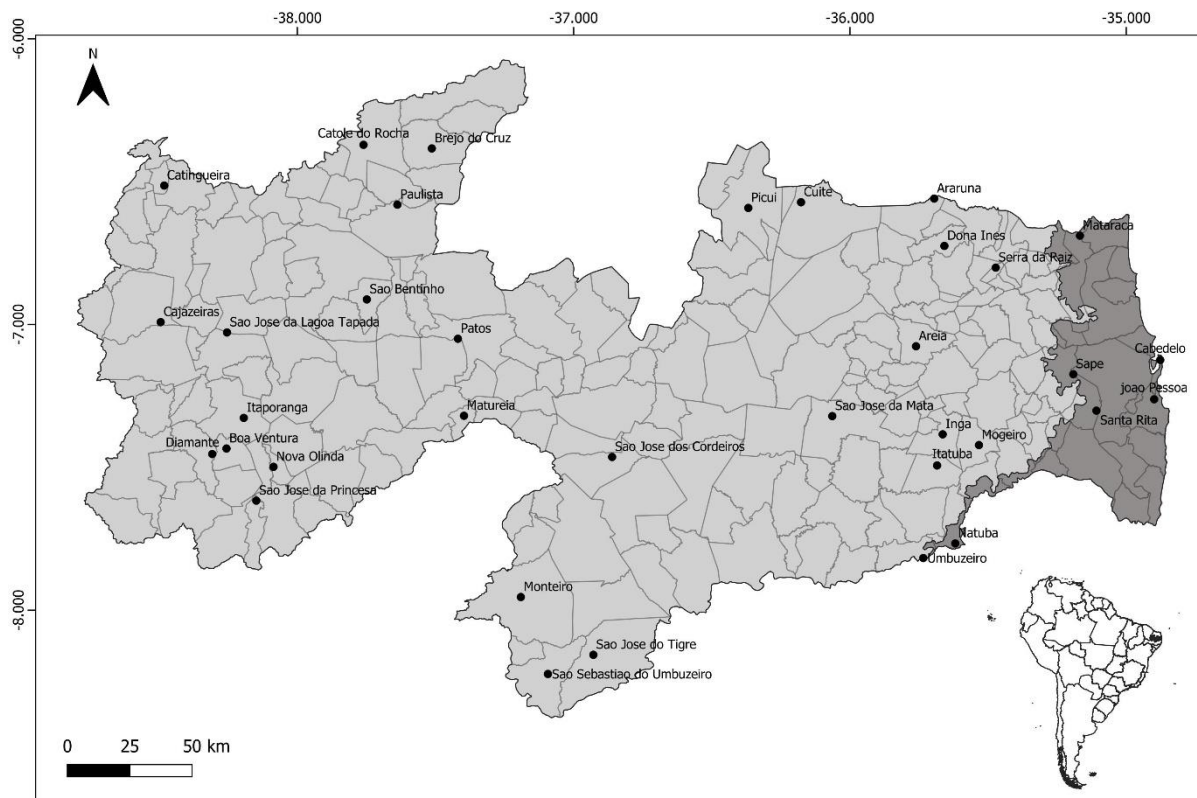 -38.000
-37.000
-36.000
-35.000
-6.000
N
Catole do Rocha
Brejo do Cruz
Catingueira
Paulista
Picui
Cuite
Araruna
Mataraca
Dona Ines
Serra da Raiz
Sao Bentinho
-7.000
Cajazeiras
Sao Jose da Lagoa Tapada
Patos
Areia
Cabedelo
Sape
joao Pessoa
Itaporanga
Matureia
Sao Jose da Mata
Santa Rita
Inga
Mogeiro
Diamante
Boa Ventura
Nova Olinda
Sao Jose dos Cordeiros
Itatuba
Sao Jose da Princesa
Natuba
Umbuzeiro
Monteiro
-8.000
Sao Jose do Tigre
Sao Sebastiao do Umbuzeiro
0 25 50 km